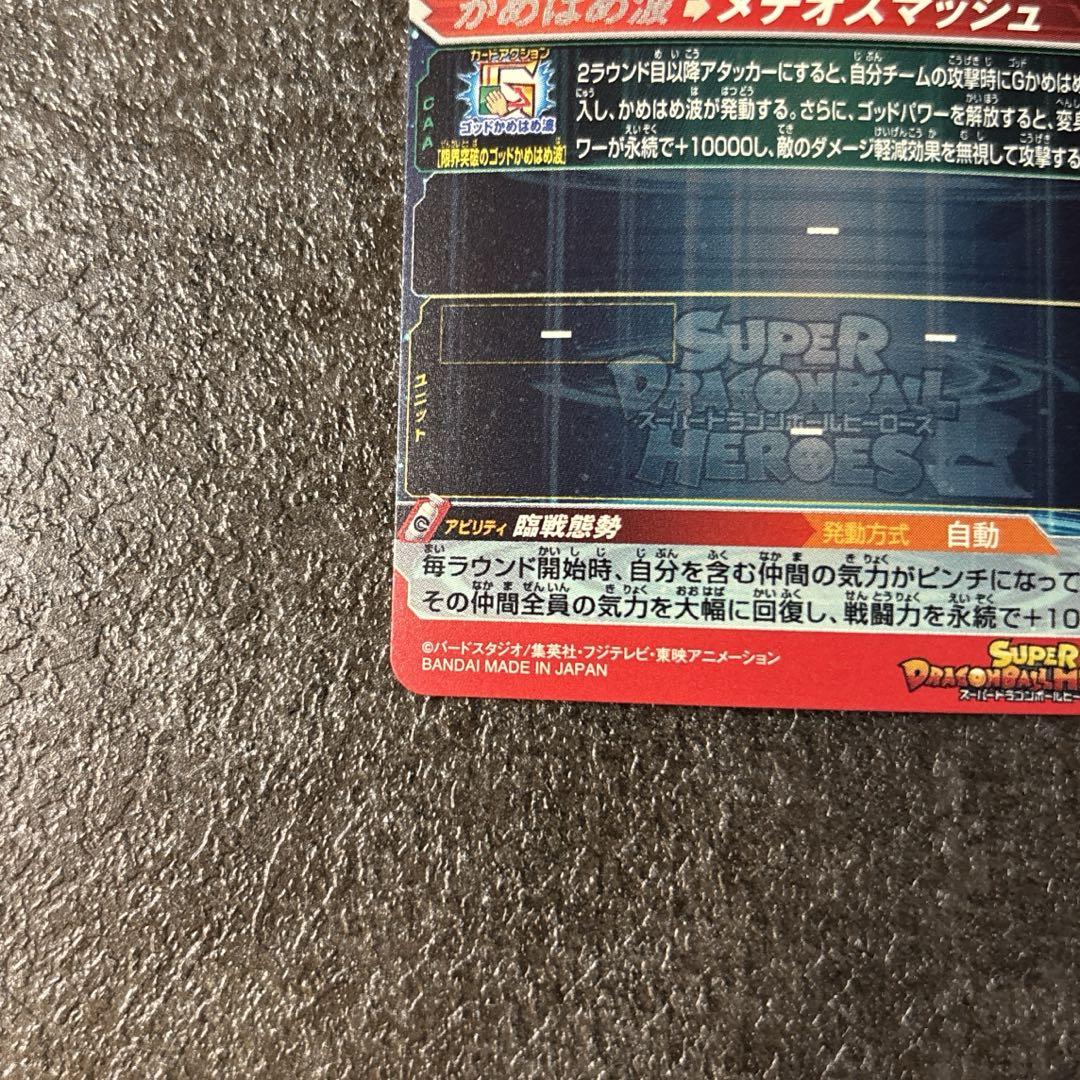 かめはめ波➡メテオスマッシュ
カードアクション
ゴッドかめはめ波
[限界突破のゴッドかめはめ波]
CAA
2ラウンド目以降アタッカーにすると、自分チームの攻撃時にGかめはめ
入し、かめはめ波が発動する。さらに、ゴッドパワーを解放すると、変身
ワーが永続で+10000し、敵のダメージ軽減効果を無視して攻撃する
ー
ユニット
ー
ー
ー
SUPER
DRAGONBALL
スーパードラゴンボールヒーローズ
HEROES
アビリティ 臨戦態勢 発動方式 自動
毎ラウンド開始時、自分を含む仲間の気力がピンチになって
その仲間全員の気力を大幅に回復し、戦闘力を永続で+10
©バードスタジオ/集英社・フジテレビ・東映アニメーション
BANDAI MADE IN JAPAN
SUPER
DRAGONBALL H
スーパードラゴンボールヒー